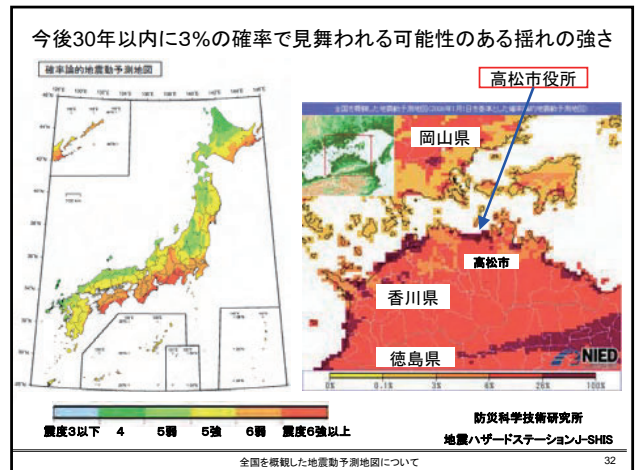 今後30年以内に3%の確率で見舞われる可能性のある揺れの強さ
確率論的地震動予測地図
高松市役所
岡山県
高松市
香川県
徳島県
NIED
0% 0.1% 3% 6% 26% 100%
震度3以下 4 5弱 5強 6弱 震度6強以上
防災科学技術研究所
地震ハザードステーションJ-SHIS
全国を概観した地震動予測地図について
32